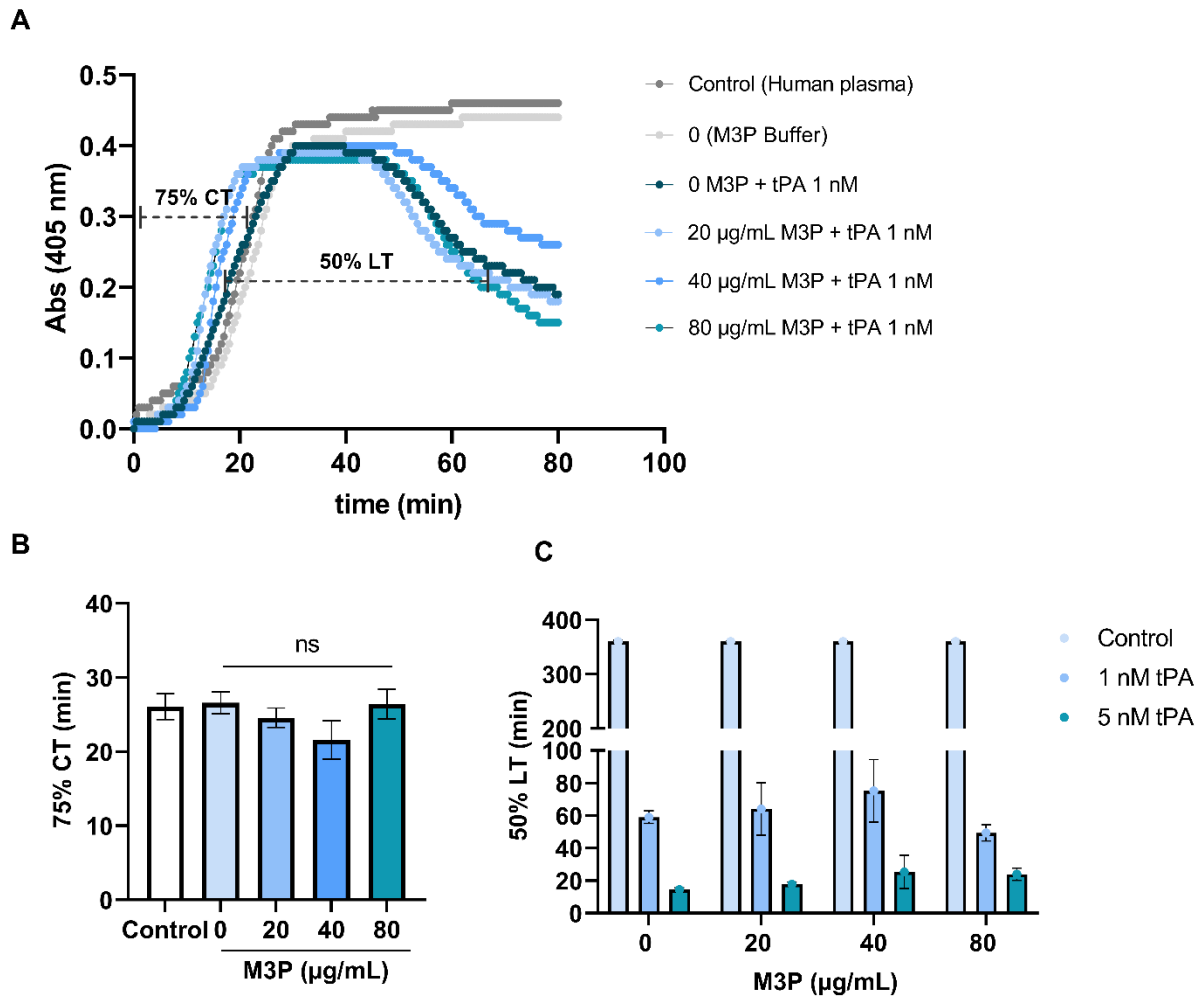 A
Abs (405 nm)
0.5
0.4
0.3
0.2
0.1
0.0
75% CT
50% LT
0 20 40 60 80 100
time (min)
Control (Human plasma)
0 (M3P Buffer)
0 M3P + tPA 1 nM
20 µg/mL M3P + tPA 1 nM
40 µg/mL M3P + tPA 1 nM
80 µg/mL M3P + tPA 1 nM
B
75% CT (min)
40
30
20
10
0
ns
Control 0 20 40 80
M3P (µg/mL)
C
50% LT (min)
400
300
200
100
80
60
40
20
0
0 20 40 80
M3P (µg/mL)
Control
1 nM tPA
5 nM tPA